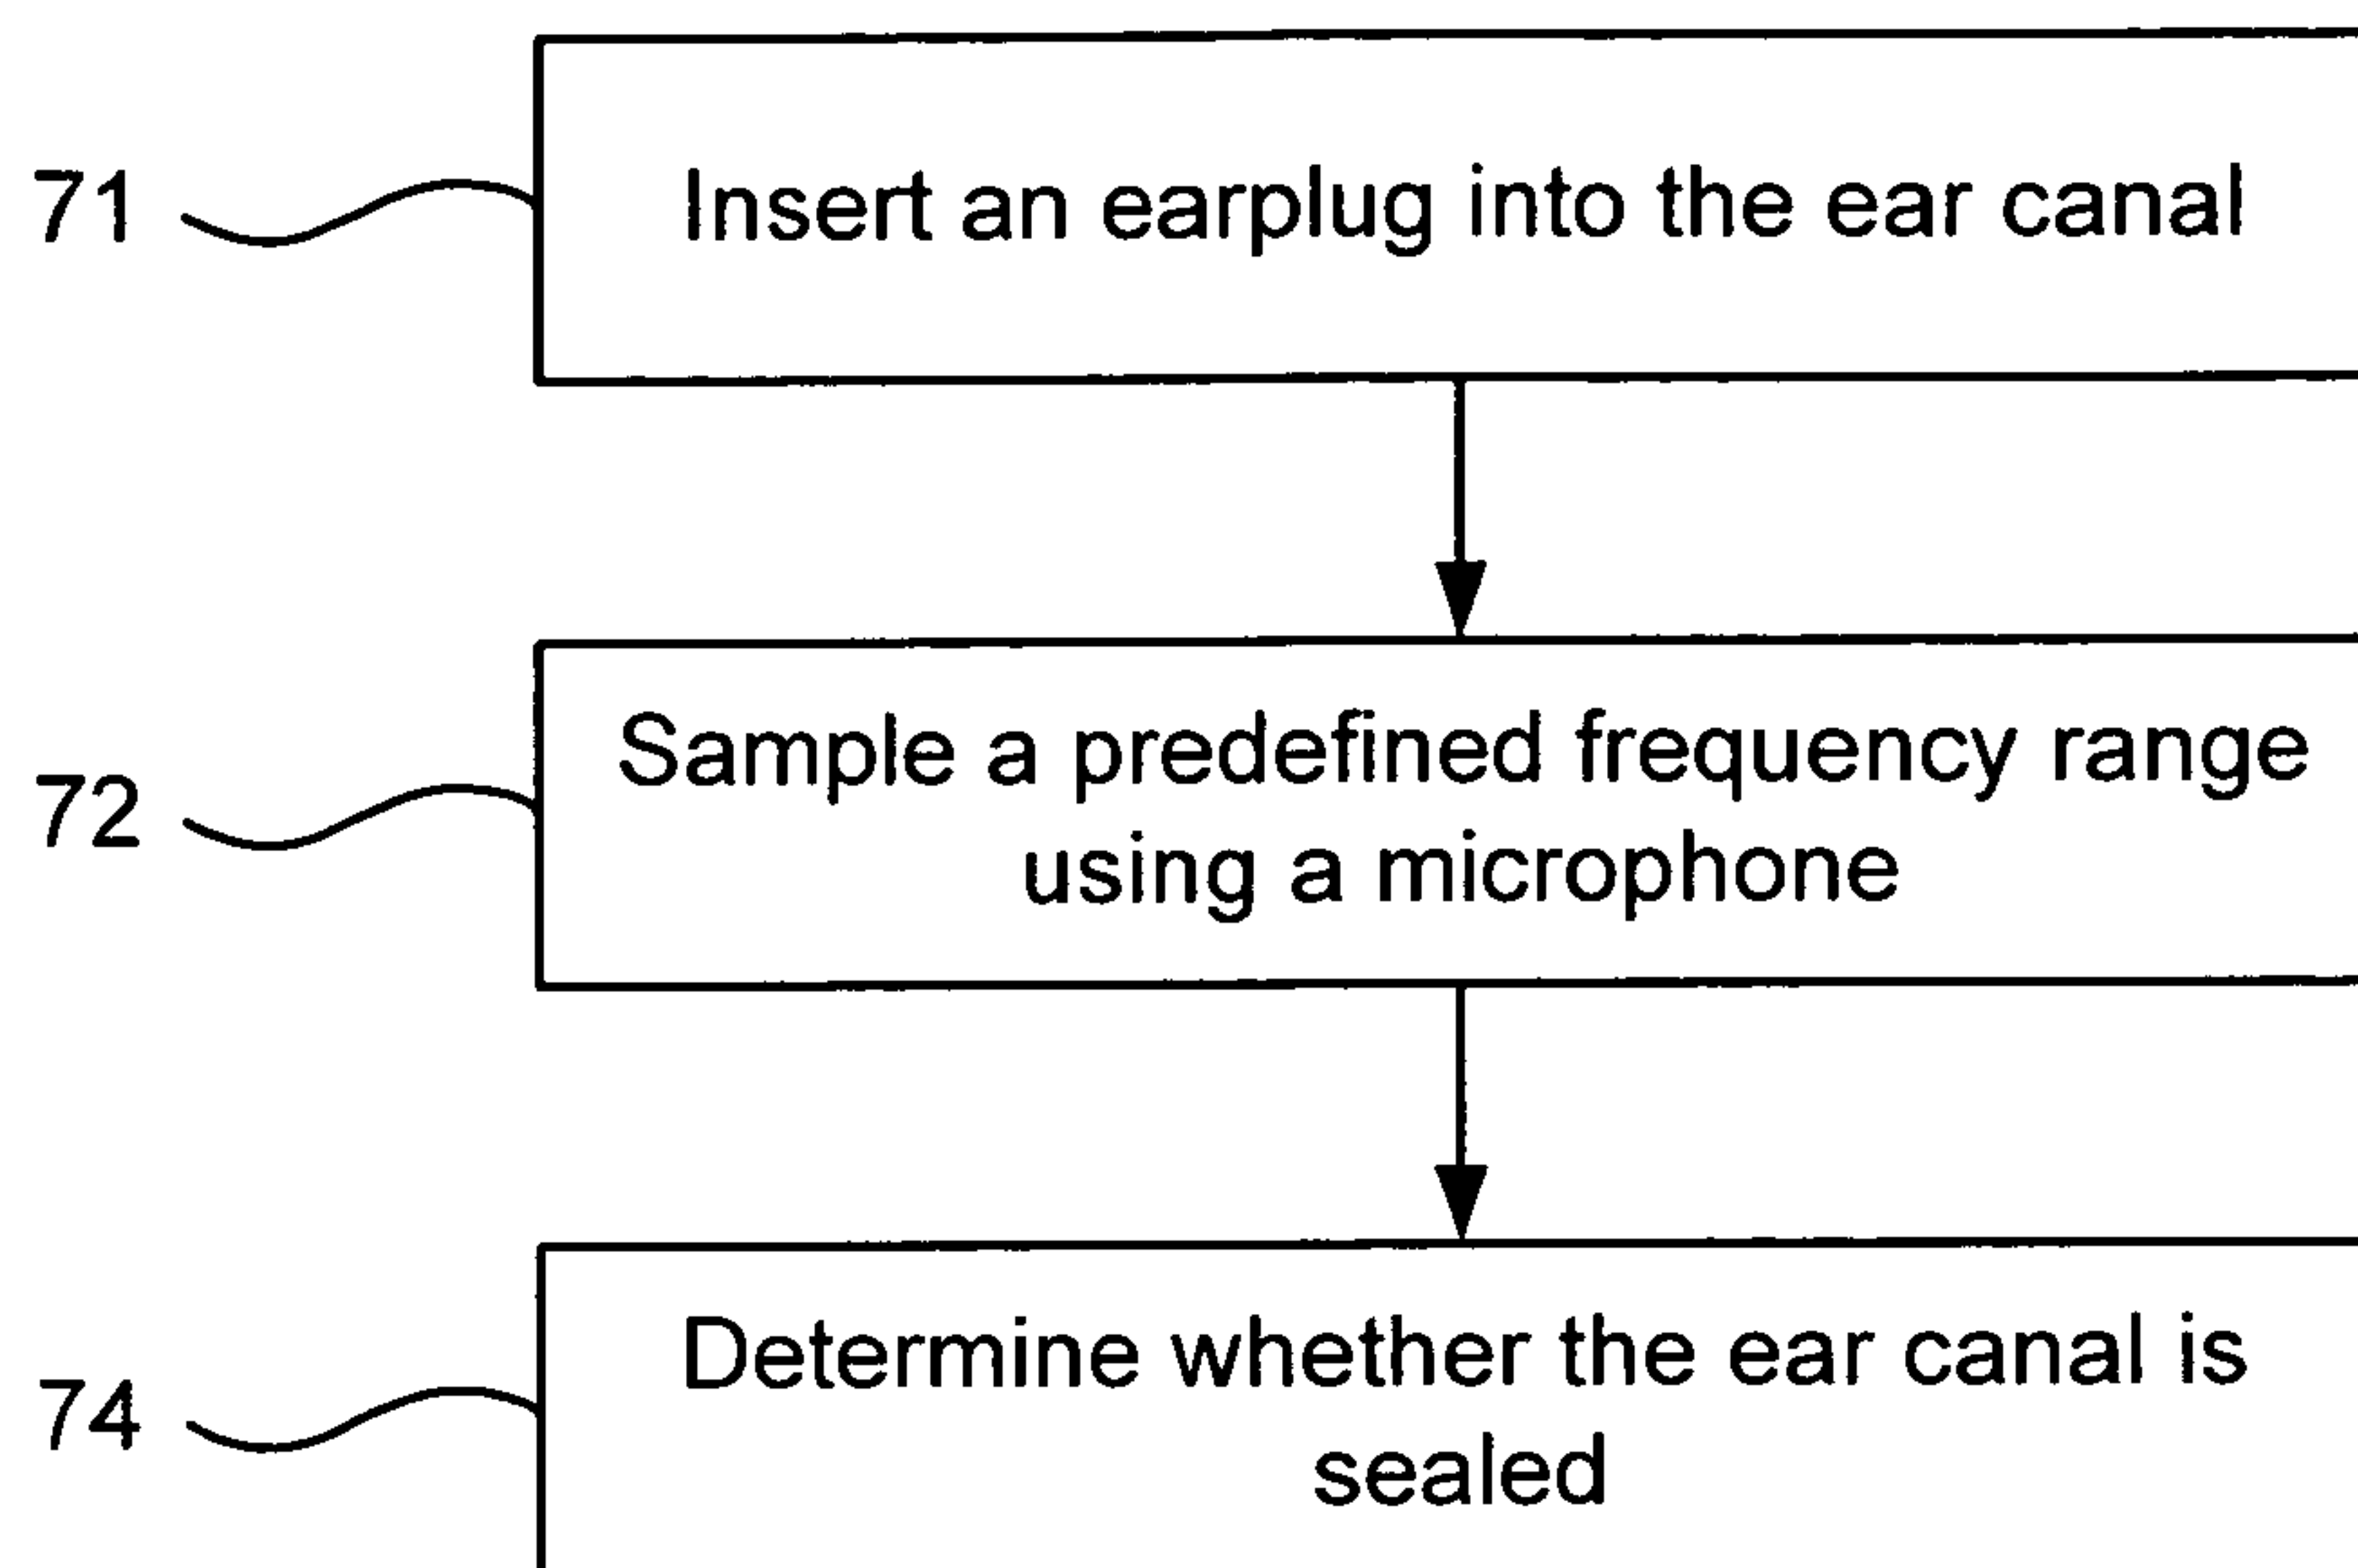 71
Insert an earplug into the ear canal
72
Sample a predefined frequency range
using a microphone
74
Determine whether the ear canal is
sealed